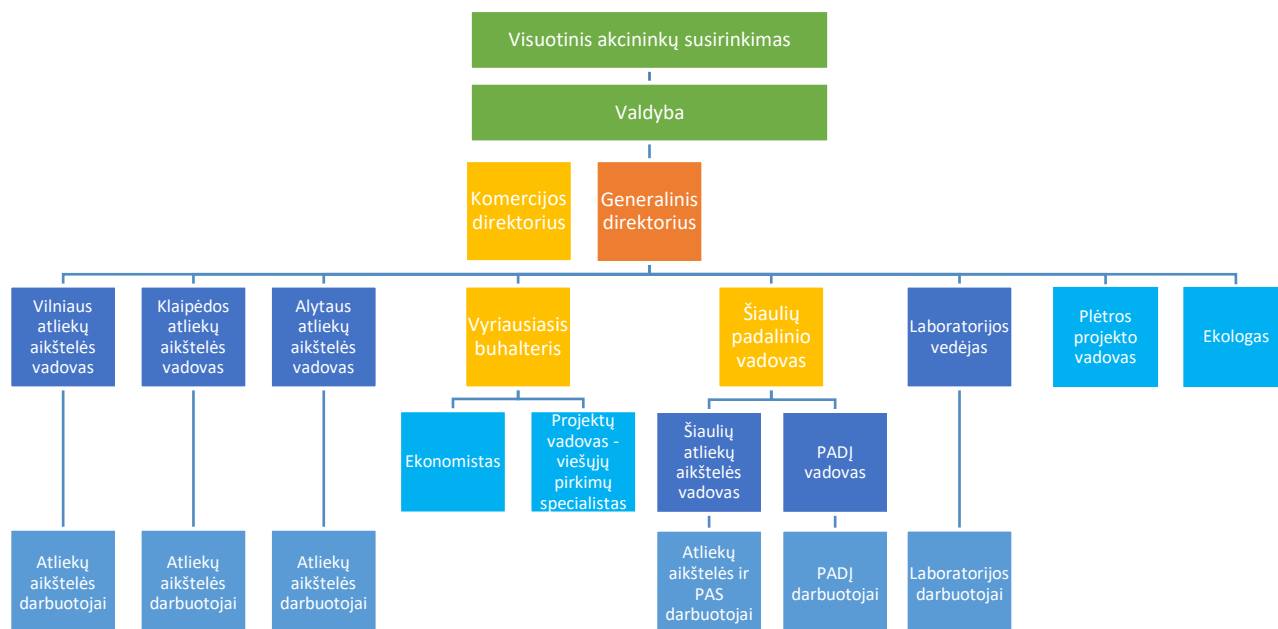 Visuotinis akcininkų susirinkimas
Valdyba
Komercijos
direktorius
Generalinis
direktorius
Vilniaus
atliekų
aikštelės
vadovas
Klaipėdos
atliekų
aikštelės
vadovas
Alytaus
atliekų
aikštelės
vadovas
Vyriausiasis
buhalteris
Šiaulių
padalinio
vadovas
Laboratorijos
vedėjas
Plėtros
projekto
vadovas
Ekologas
Ekonomistas
Projektų
vadovas -
viešųjų
pirkimų
specialistas
Šiaulių
atliekų
aikštelės
vadovas
PADĮ
vadovas
Atliekų
aikštelės
darbuotojai
Atliekų
aikštelės
darbuotojai
Atliekų
aikštelės
darbuotojai
Atliekų
aikštelės ir
PAS
darbuotojai
PADĮ
darbuotojai
Laboratorijos
darbuotojai